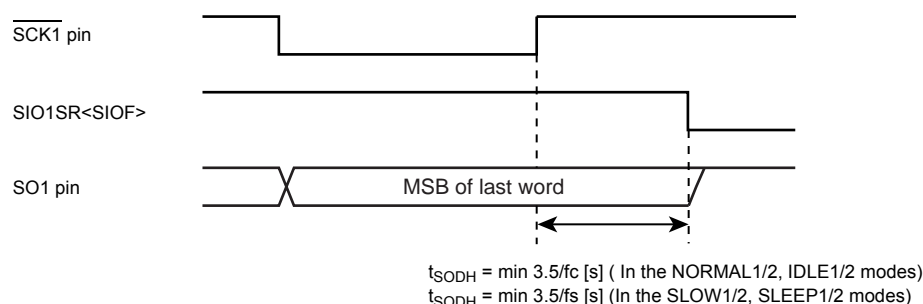 SCK1 pin
SIO1SR<SIOF>
SO1 pin
MSB of last word
tSODH = min 3.5/fc [s] ( In the NORMAL1/2, IDLE1/2 modes)
tSODH = min 3.5/fs [s] (In the SLOW1/2, SLEEP1/2 modes)